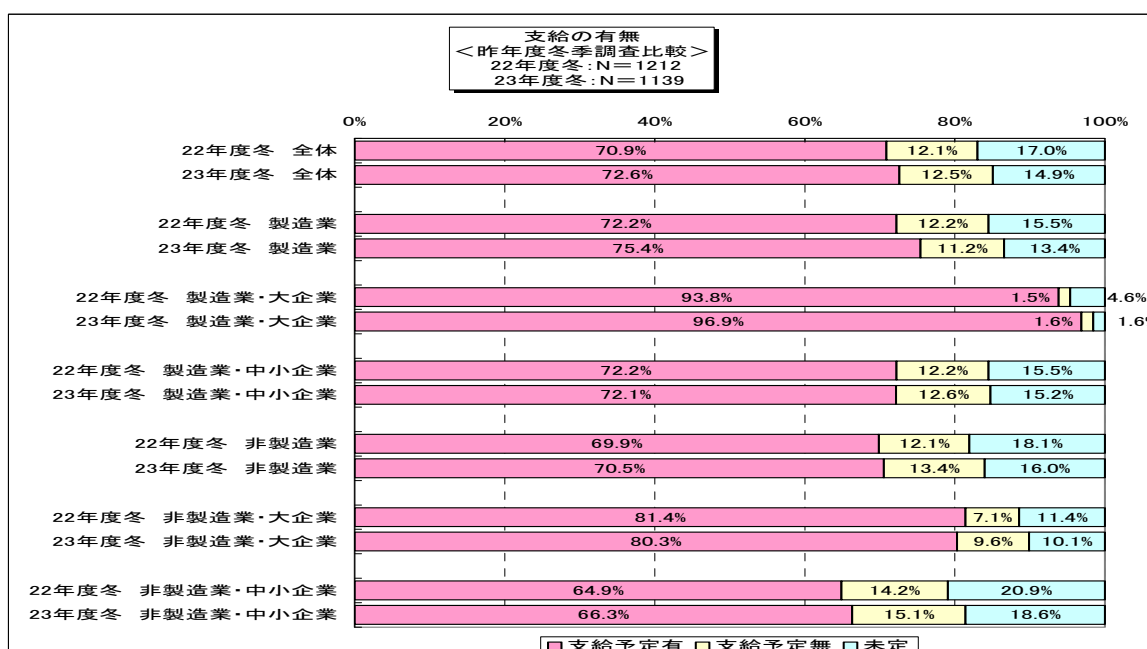 支給の有無
＜昨年度冬季調査比較＞
22年度冬：N＝1212
23年度冬：N＝1139
0% 20% 40% 60% 80% 100%
22年度冬　全体 70.9% 12.1% 17.0%
23年度冬　全体 72.6% 12.5% 14.9%
22年度冬　製造業 72.2% 12.2% 15.5%
23年度冬　製造業 75.4% 11.2% 13.4%
22年度冬　製造業・大企業 93.8% 1.5% 4.6%
23年度冬　製造業・大企業 96.9% 1.6% 1.6%
22年度冬　製造業・中小企業 72.2% 12.2% 15.5%
23年度冬　製造業・中小企業 72.1% 12.6% 15.2%
22年度冬　非製造業 69.9% 12.1% 18.1%
23年度冬　非製造業 70.5% 13.4% 16.0%
22年度冬　非製造業・大企業 81.4% 7.1% 11.4%
23年度冬　非製造業・大企業 80.3% 9.6% 10.1%
22年度冬　非製造業・中小企業 64.9% 14.2% 20.9%
23年度冬　非製造業・中小企業 66.3% 15.1% 18.6%
支給予定有 支給予定無 未定